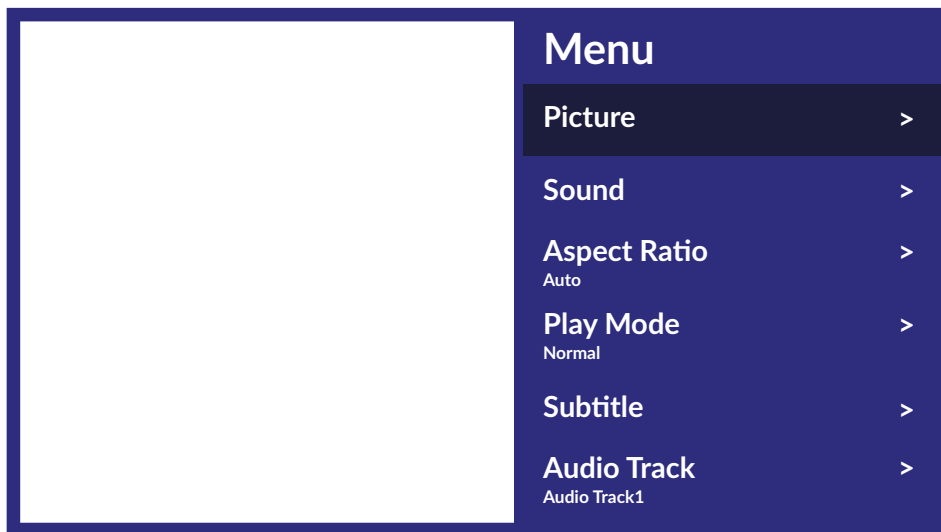 Menu
Picture >
Sound >
Aspect Ratio >
Auto
Play Mode >
Normal
Subtitle >
Audio Track >
Audio Track1